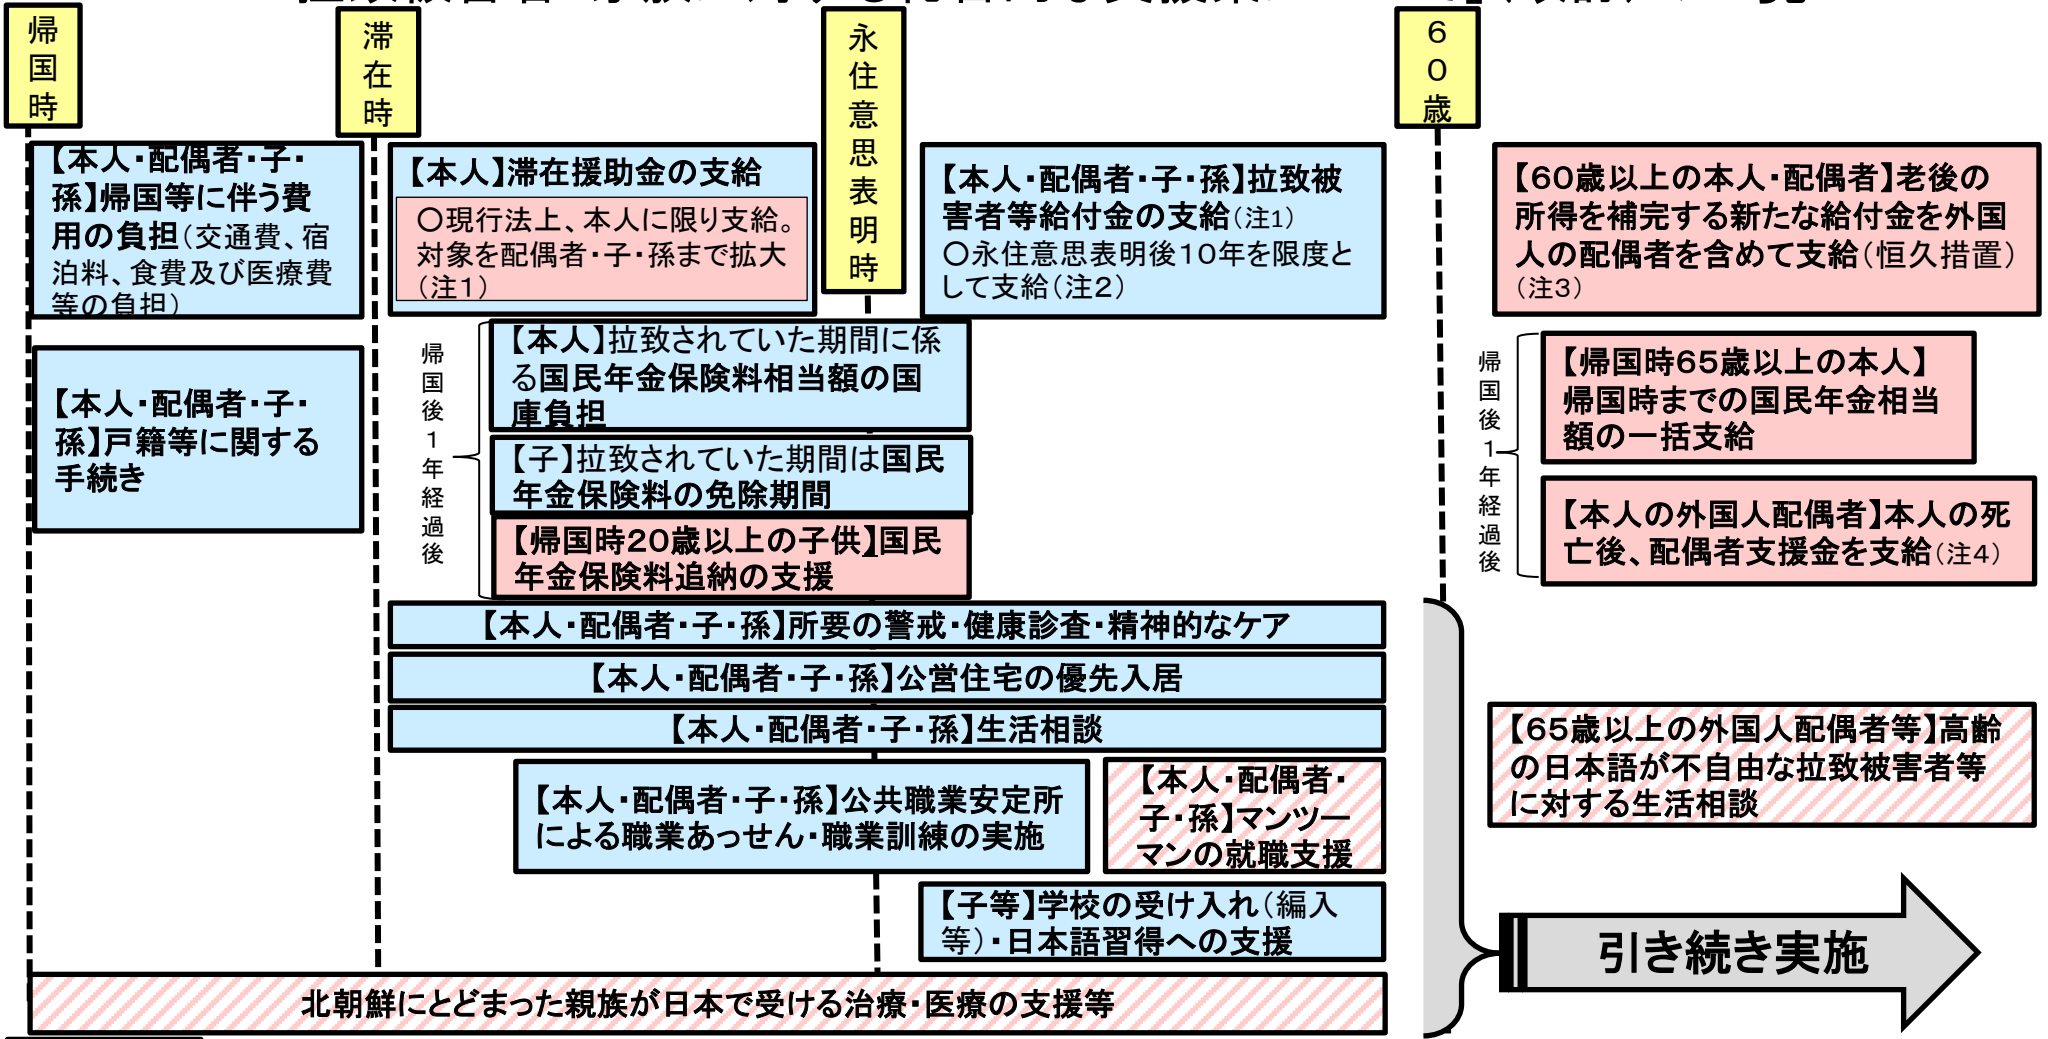 帰国時
滞在時
永住意思表明時
６０歳
【本人・配偶者・子・
孫】帰国等に伴う費
用の負担（交通費、宿
泊料、食費及び医療費
等の負担）
【本人・配偶者・子・
孫】戸籍等に関する
手続き
【本人】滞在援助金の支給
○現行法上、本人に限り支給。
対象を配偶者・子・孫まで拡大
（注１）
【本人・配偶者・子・孫】拉致被
害者等給付金の支給（注1）
○永住意思表明後１０年を限度と
して支給（注２）
【６０歳以上の本人・配偶者】老後の
所得を補完する新たな給付金を外国
人の配偶者を含めて支給（恒久措置）
（注３）
帰国後１年経過後
【本人】拉致されていた期間に係
る国民年金保険料相当額の国
庫負担
【子】拉致されていた期間は国民
年金保険料の免除期間
【帰国時２０歳以上の子供】国民
年金保険料追納の支援
帰国後１年経過後
【帰国時６５歳以上の本人】
帰国時までの国民年金相当
額の一括支給
【本人の外国人配偶者】本人の死
亡後、配偶者支援金を支給（注４）
【本人・配偶者・子・孫】所要の警戒・健康診査・精神的なケア
【本人・配偶者・子・孫】公営住宅の優先入居
【本人・配偶者・子・孫】生活相談
【本人・配偶者・子・孫】公共職業安定所
による職業あっせん・職業訓練の実施
【本人・配偶者・
子・孫】マンツー
マンの就職支援
【６５歳以上の外国人配偶者等】高齢
の日本語が不自由な拉致被害者等
に対する生活相談
【子等】学校の受け入れ（編入
等）・日本語習得への支援
引き続き実施
北朝鮮にとどまった親族が日本で受ける治療・医療の支援等